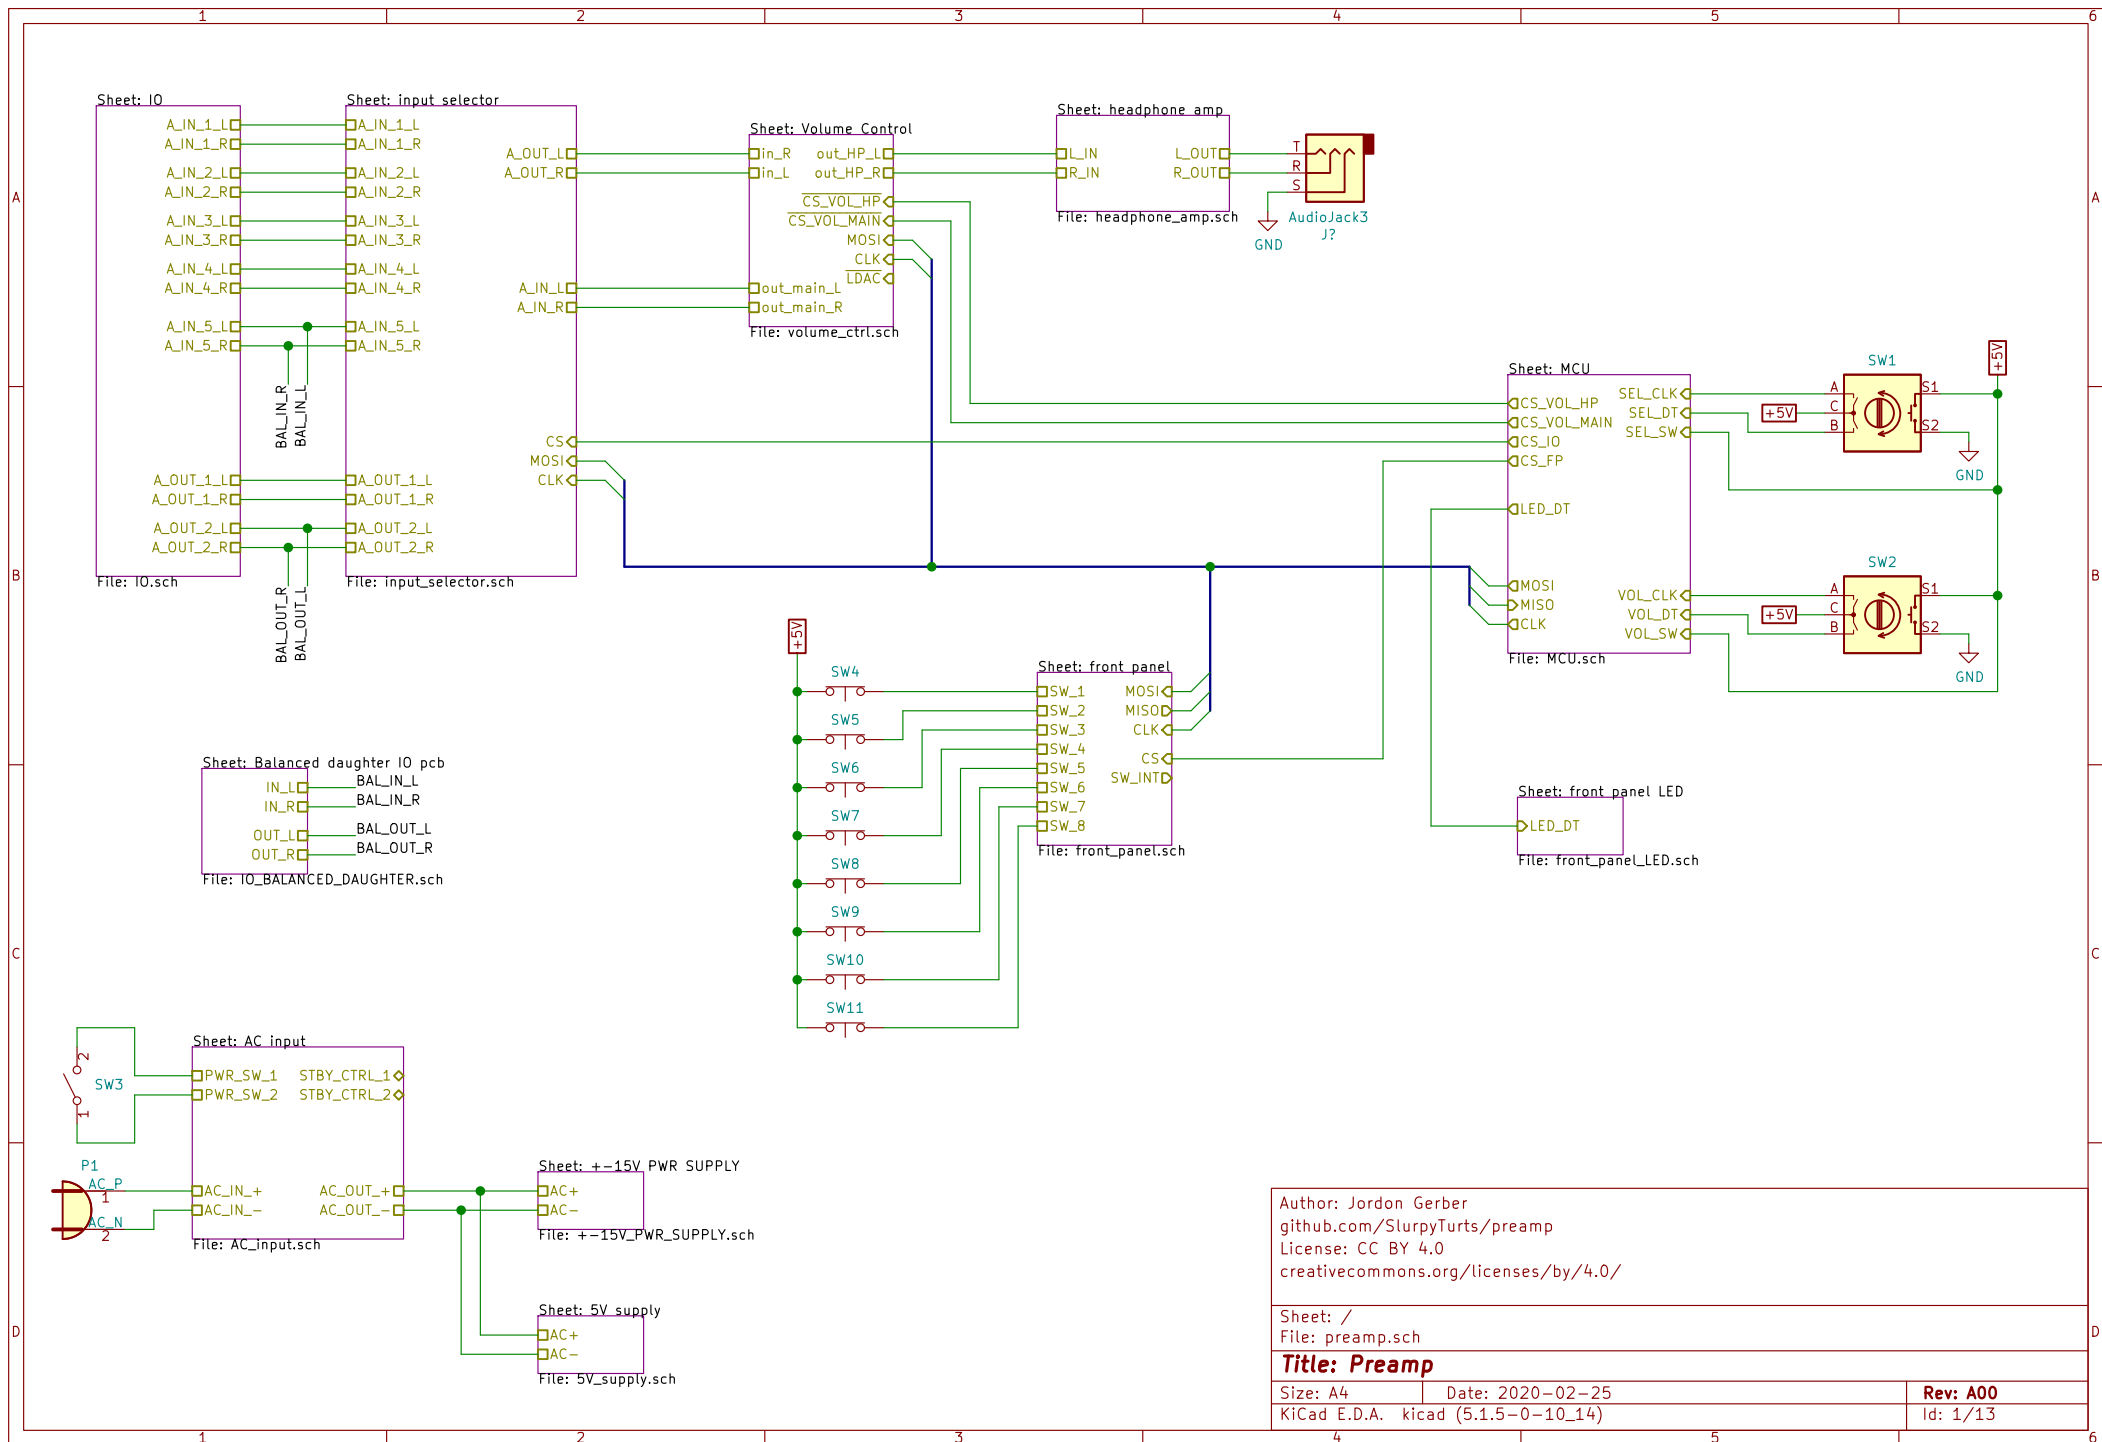 1 2 3 4 5 6
A
B
C
D
Sheet: IO
A_IN_1_L
A_IN_1_R
A_IN_2_L
A_IN_2_R
A_IN_3_L
A_IN_3_R
A_IN_4_L
A_IN_4_R
A_IN_5_L
A_IN_5_R
A_OUT_1_L
A_OUT_1_R
A_OUT_2_L
A_OUT_2_R
File: IO.sch
BAL_IN_R
BAL_IN_L
BAL_OUT_R
BAL_OUT_L
Sheet: input selector
A_IN_1_L
A_IN_1_R
A_IN_2_L
A_IN_2_R
A_IN_3_L
A_IN_3_R
A_IN_4_L
A_IN_4_R
A_IN_5_L
A_IN_5_R
A_OUT_1_L
A_OUT_1_R
A_OUT_2_L
A_OUT_2_R
A_OUT_L
A_OUT_R
A_IN_L
A_IN_R
CS
MOSI
CLK
File: input_selector.sch
Sheet: Volume Control
in_R
in_L
out_HP_L
out_HP_R
CS_VOL_HP
CS_VOL_MAIN
MOSI
CLK
LDAC
out_main_L
out_main_R
File: volume_ctrl.sch
Sheet: headphone amp
L_IN
R_IN
L_OUT
R_OUT
File: headphone_amp.sch
T
R
S
AudioJack3
J?
GND
Sheet: MCU
CS_VOL_HP
CS_VOL_MAIN
CS_IO
CS_FP
LED_DT
MOSI
MISO
CLK
SEL_CLK
SEL_DT
SEL_SW
VOL_CLK
VOL_DT
VOL_SW
File: MCU.sch
SW1
A
C
B
S1
S2
+5V
+5V
GND
SW2
A
C
B
S1
S2
+5V
GND
+5V
SW4
SW5
SW6
SW7
SW8
SW9
SW10
SW11
Sheet: front panel
SW_1
SW_2
SW_3
SW_4
SW_5
SW_6
SW_7
SW_8
MOSI
MISO
CLK
CS
SW_INT
File: front_panel.sch
Sheet: front panel LED
LED_DT
File: front_panel_LED.sch
Sheet: Balanced daughter IO pcb
IN_L
IN_R
OUT_L
OUT_R
BAL_IN_L
BAL_IN_R
BAL_OUT_L
BAL_OUT_R
File: IO_BALANCED_DAUGHTER.sch
Sheet: AC input
PWR_SW_1
PWR_SW_2
STBY_CTRL_1
STBY_CTRL_2
AC_IN_+
AC_IN_-
AC_OUT_+
AC_OUT_-
File: AC_input.sch
2
SW3
1
P1
AC_P
1
AC_N
2
Sheet: +-15V PWR SUPPLY
AC+
AC-
File: +-15V_PWR_SUPPLY.sch
Sheet: 5V supply
AC+
AC-
File: 5V_supply.sch
Author: Jordon Gerber
github.com/SlurpyTurts/preamp
License: CC BY 4.0
creativecommons.org/licenses/by/4.0/
Sheet: /
File: preamp.sch
Title: Preamp
Size: A4 Date: 2020-02-25 Rev: A00
KiCad E.D.A. kicad (5.1.5-0-10_14) Id: 1/13
A
B
C
D
1 2 3 4 5 6